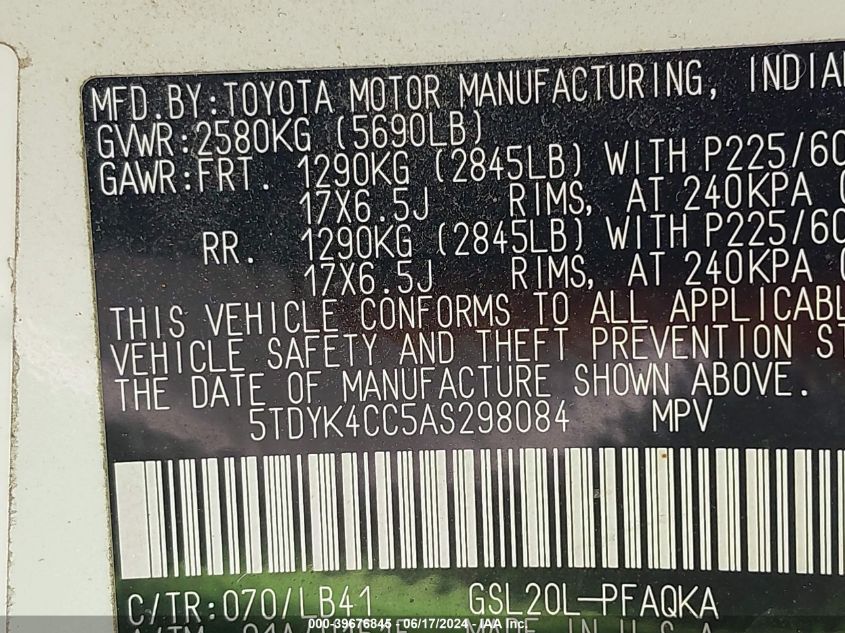 MFD.BY:TOYOTA MOTOR MANUFACTURING, INDIA
GVWR:2580KG (5690LB)
GAWR:FRT. 1290KG (2845LB) WITH P225/60
17X6.5J RIMS, AT 240KPA
RR. 1290KG (2845LB) WITH P225/60
17X6.5J RIMS, AT 240KPA
THIS VEHICLE CONFORMS TO ALL APPLICABL
VEHICLE SAFETY AND THEFT PREVENTION ST
THE DATE OF MANUFACTURE SHOWN ABOVE.
5TDYK4CC5AS298084 MPV
C/TR:070/LB41 GSL20L-PFAQKA
000-39676845 - 06/17/2024 - IAA Inc.
MADE IN U.S.A.